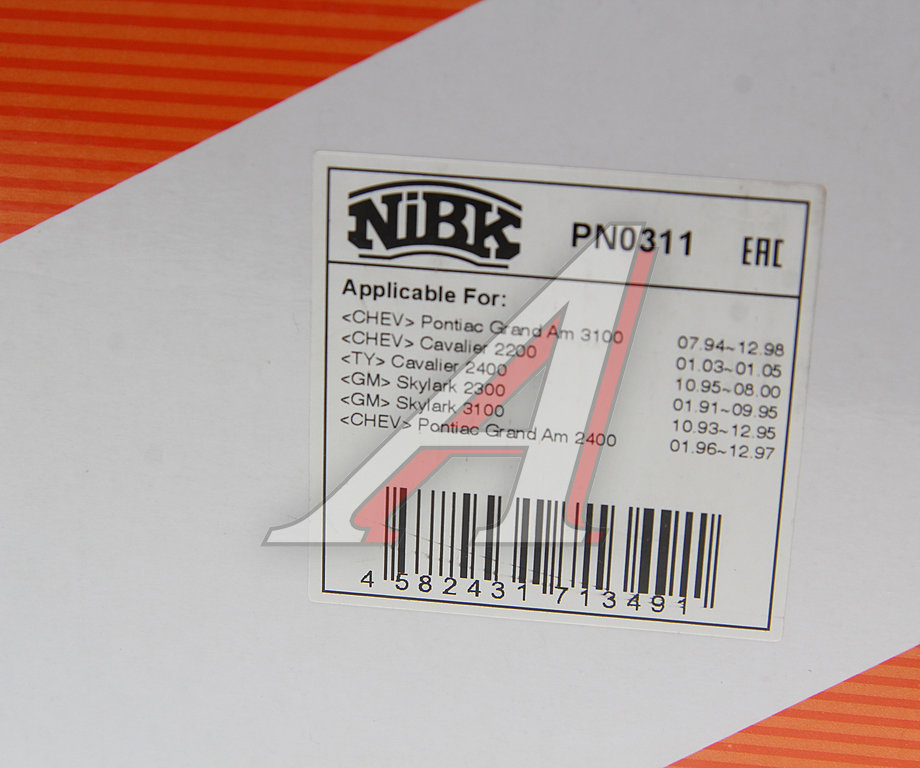 NiBK PN0311 EAC
Applicable For:
<CHEV> Pontiac Grand Am 3100 07.94~12.98
<CHEV> Cavalier 2200 01.03~01.05
<TY> Cavalier 2400 10.95~08.00
<GM> Skylark 2300 01.91~09.95
<GM> Skylark 3100 10.93~12.95
<CHEV> Pontiac Grand Am 2400 01.96~12.97
4 582431 713491